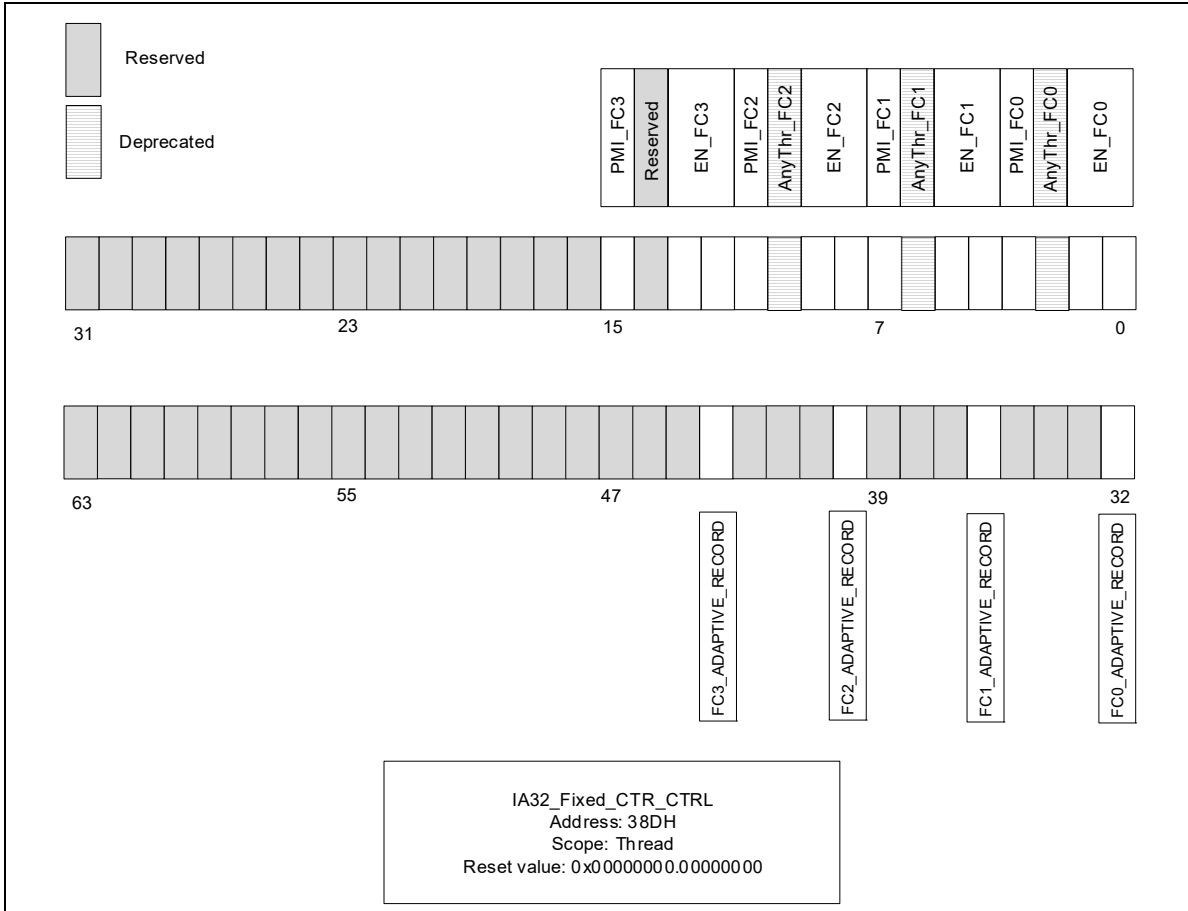 Reserved
Deprecated
PMI_FC3
Reserved
EN_FC3
PMI_FC2
AnyThr_FC2
EN_FC2
PMI_FC1
AnyThr_FC1
EN_FC1
PMI_FC0
AnyThr_FC0
EN_FC0
31 23 15 7 0
63 55 47 39 32
FC3_ADAPTIVE_RECORD
FC2_ADAPTIVE_RECORD
FC1_ADAPTIVE_RECORD
FC0_ADAPTIVE_RECORD
IA32_Fixed_CTR_CTRL
Address: 38DH
Scope: Thread
Reset value: 0x00000000.00000000